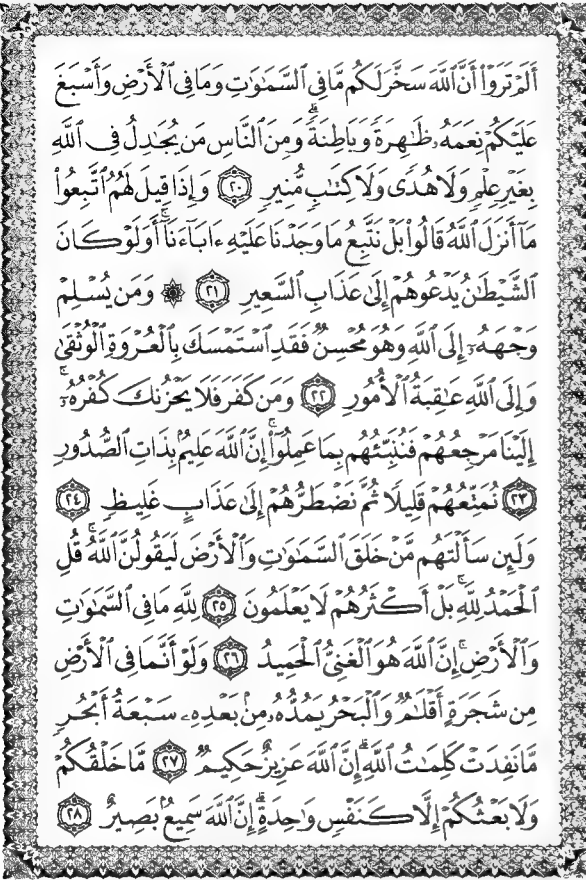 أَلَمْ تَرَوْا۟ أَنَّ ٱللَّهَ سَخَّرَ لَكُم مَّا فِى ٱلسَّمَٰوَٰتِ وَمَا فِى ٱلْأَرْضِ وَأَسْبَغَ
عَلَيْكُمْ نِعَمَهُۥ ظَٰهِرَةً وَبَاطِنَةً ۗ وَمِنَ ٱلنَّاسِ مَن يُجَٰدِلُ فِى ٱللَّهِ
بِغَيْرِ عِلْمٍ وَلَا هُدًى وَلَا كِتَٰبٍ مُّنِيرٍ ٢٠ وَإِذَا قِيلَ لَهُمُ ٱتَّبِعُوا۟
مَآ أَنزَلَ ٱللَّهُ قَالُوا۟ بَلْ نَتَّبِعُ مَا وَجَدْنَا عَلَيْهِ ءَابَآءَنَآ ۚ أَوَلَوْ كَانَ
ٱلشَّيْطَٰنُ يَدْعُوهُمْ إِلَىٰ عَذَابِ ٱلسَّعِيرِ ٢١ ۞ وَمَن يُسْلِمْ
وَجْهَهُۥٓ إِلَى ٱللَّهِ وَهُوَ مُحْسِنٌ فَقَدِ ٱسْتَمْسَكَ بِٱلْعُرْوَةِ ٱلْوُثْقَىٰ ۗ
وَإِلَى ٱللَّهِ عَٰقِبَةُ ٱلْأُمُورِ ٢٢ وَمَن كَفَرَ فَلَا يَحْزُنكَ كُفْرُهُۥٓ ۚ
إِلَيْنَا مَرْجِعُهُمْ فَنُنَبِّئُهُم بِمَا عَمِلُوٓا۟ ۚ إِنَّ ٱللَّهَ عَلِيمٌۢ بِذَاتِ ٱلصُّدُورِ
٢٣ نُمَتِّعُهُمْ قَلِيلًا ثُمَّ نَضْطَرُّهُمْ إِلَىٰ عَذَابٍ غَلِيظٍ ٢٤
وَلَئِن سَأَلْتَهُم مَّنْ خَلَقَ ٱلسَّمَٰوَٰتِ وَٱلْأَرْضَ لَيَقُولُنَّ ٱللَّهُ ۚ قُلِ
ٱلْحَمْدُ لِلَّهِ ۚ بَلْ أَكْثَرُهُمْ لَا يَعْلَمُونَ ٢٥ لِلَّهِ مَا فِى ٱلسَّمَٰوَٰتِ
وَٱلْأَرْضِ ۚ إِنَّ ٱللَّهَ هُوَ ٱلْغَنِىُّ ٱلْحَمِيدُ ٢٦ وَلَوْ أَنَّمَا فِى ٱلْأَرْضِ
مِن شَجَرَةٍ أَقْلَٰمٌ وَٱلْبَحْرُ يَمُدُّهُۥ مِنۢ بَعْدِهِۦ سَبْعَةُ أَبْحُرٍ
مَّا نَفِدَتْ كَلِمَٰتُ ٱللَّهِ ۗ إِنَّ ٱللَّهَ عَزِيزٌ حَكِيمٌ ٢٧ مَّا خَلْقُكُمْ
وَلَا بَعْثُكُمْ إِلَّا كَنَفْسٍ وَٰحِدَةٍ ۗ إِنَّ ٱللَّهَ سَمِيعٌۢ بَصِيرٌ ٢٨